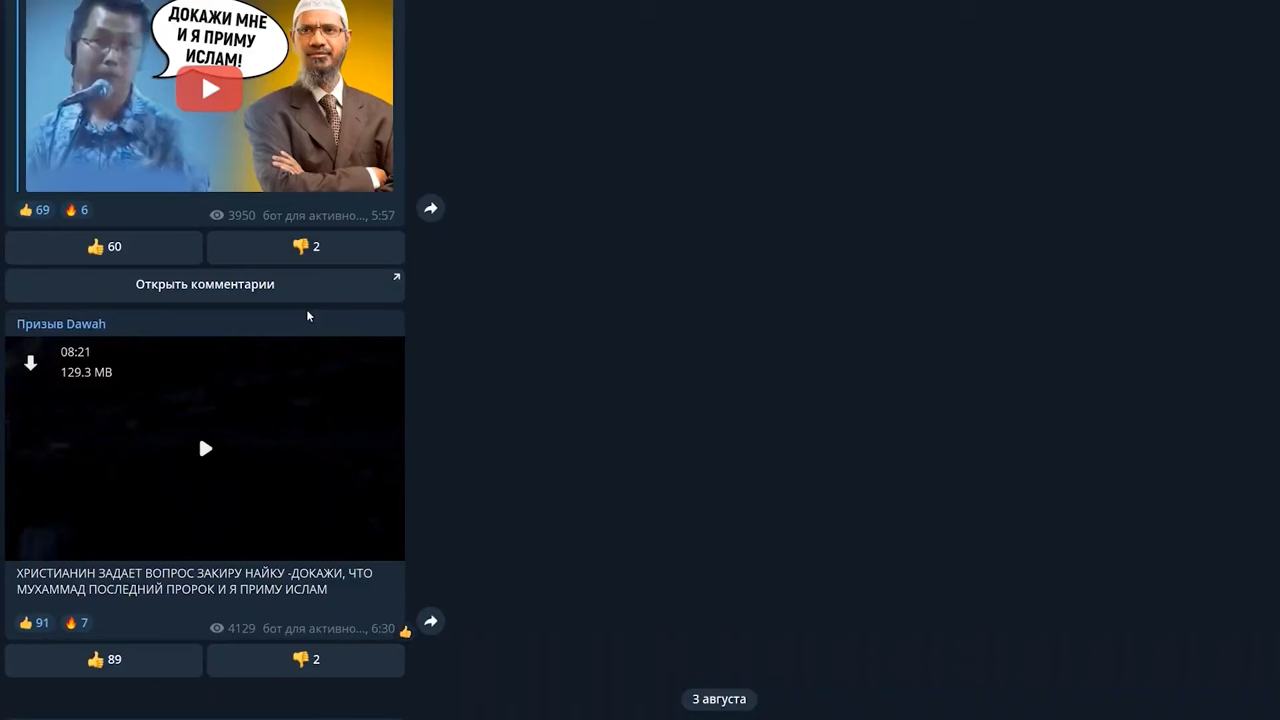 ДОКАЖИ МНЕ
И Я ПРИМУ
ИСЛАМ!
69 6
3950 бот для активно..., 5:57
60 2
Открыть комментарии
Призыв Dawah
08:21
129.3 MB
ХРИСТИАНИН ЗАДАЕТ ВОПРОС ЗАКИРУ НАЙКУ -ДОКАЖИ, ЧТО
МУХАММАД ПОСЛЕДНИЙ ПРОРОК И Я ПРИМУ ИСЛАМ
91 7
4129 бот для активно..., 6:30
89 2
3 августа